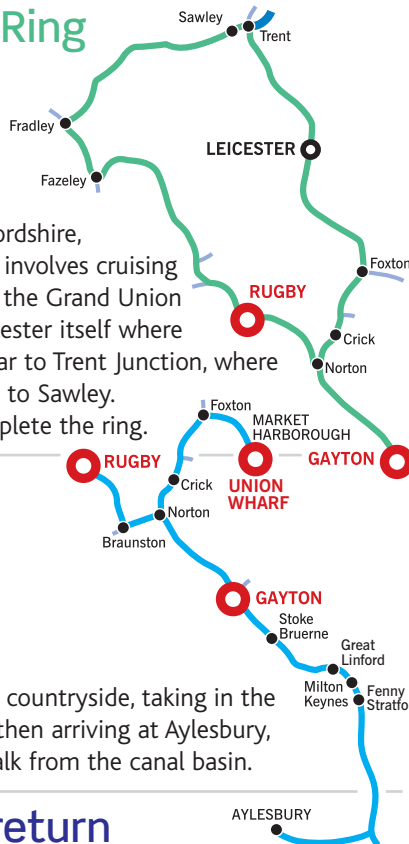 Ring
Sawley
Trent
Fradley
LEICESTER
Fazeley
ordshire,
involves cruising
Foxton
the Grand Union
RUGBY
ester itself where
Crick
ar to Trent Junction, where
Norton
to Sawley.
plete the ring.
GAYTON
Foxton
MARKET
HARBOROUGH
RUGBY
UNION
WHARF
Crick
Norton
Braunston
GAYTON
Stoke
Bruerne
Great
Linford
Milton
Keynes
Fenny
Stratfo
countryside, taking in the
then arriving at Aylesbury,
alk from the canal basin.
return
AYLESBURY